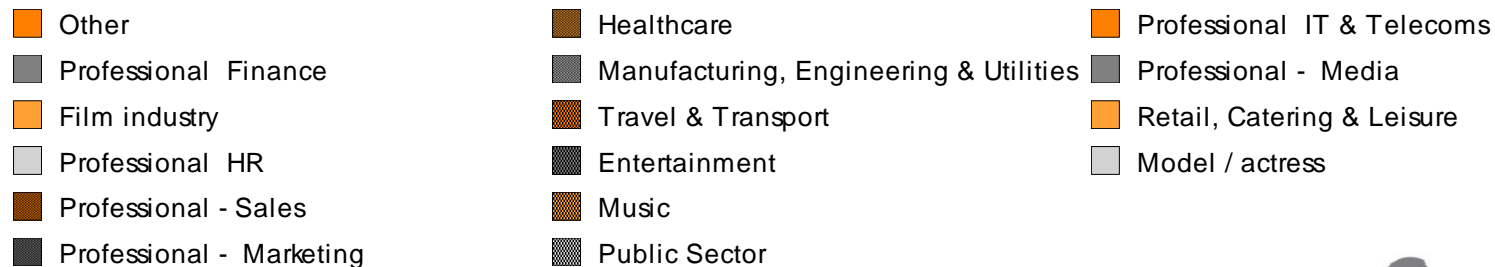 Other
Professional Finance
Film industry
Professional HR
Professional - Sales
Professional - Marketing
Healthcare
Manufacturing, Engineering & Utilities
Travel & Transport
Entertainment
Music
Public Sector
Professional IT & Telecoms
Professional - Media
Retail, Catering & Leisure
Model / actress